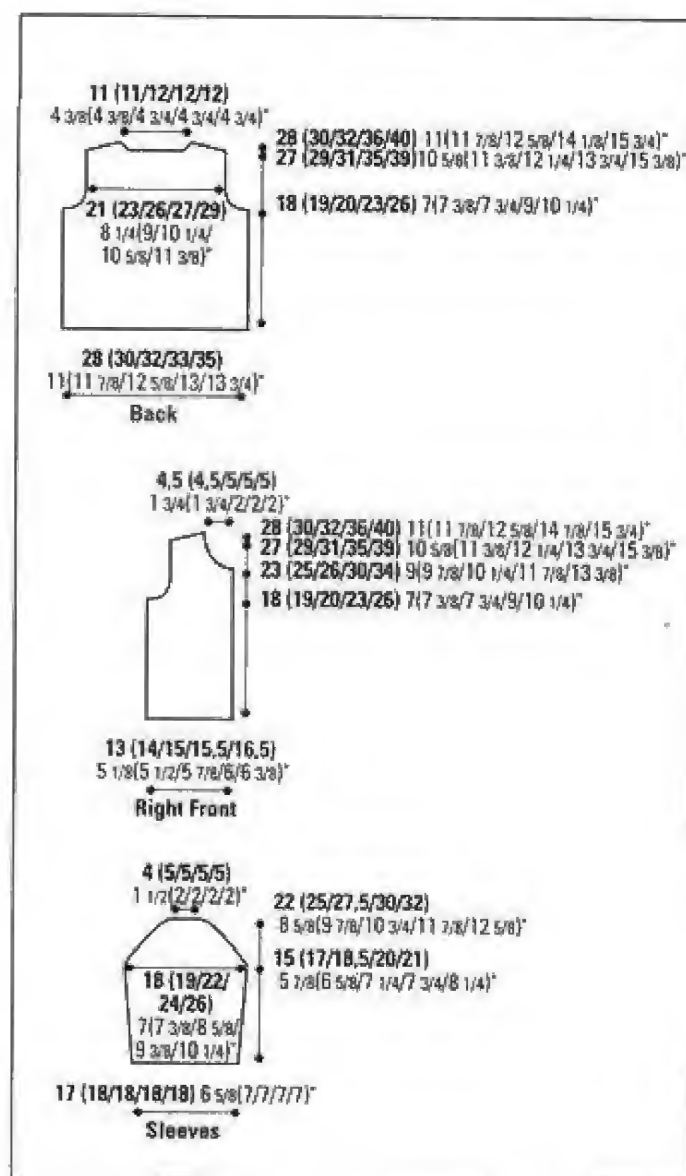 11 (11/12/12/12)
4 3/8(4 3/8/4 3/4/4 3/4/4 3/4)"
28 (30/32/36/40) 11(11 7/8/12 5/8/14 1/8/15 3/4)"
27 (29/31/35/39)10 5/8(11 3/8/12 1/4/13 3/4/15 3/8)"
21 (23/26/27/29)
8 1/4(9/10 1/4/
10 5/8/11 3/8)"
18 (19/20/23/26) 7(7 3/8/7 3/4/9/10 1/4)"
28 (30/32/33/35)
11(11 7/8/12 5/8/13/13 3/4)"
Back
4,5 (4,5/5/5/5)
1 3/4(1 3/4/2/2/2)"
28 (30/32/36/40) 11(11 7/8/12 5/8/14 1/8/15 3/4)"
27 (29/31/35/39) 10 5/8(11 3/8/12 1/4/13 3/4/15 3/8)"
23 (25/26/30/34) 9(9 7/8/10 1/4/11 7/8/13 3/8)"
18 (19/20/23/26) 7(7 3/8/7 3/4/9/10 1/4)"
13 (14/15/15,5/16,5)
5 1/8(5 1/2/5 7/8/6/6 3/8)"
Right Front
4 (5/5/5/5)
1 1/2(2/2/2/2)"
22 (25/27,5/30/32)
8 5/8(9 7/8/10 3/4/11 7/8/12 5/8)"
15 (17/18,5/20/21)
5 7/8(6 5/8/7 1/4/7 3/4/8 1/4)"
18 (19/22/
24/26)
7(7 3/8/8 5/8/
9 3/8/10 1/4)"
17 (18/18/18/18) 6 5/8(7/7/7/7)"
Sleeves